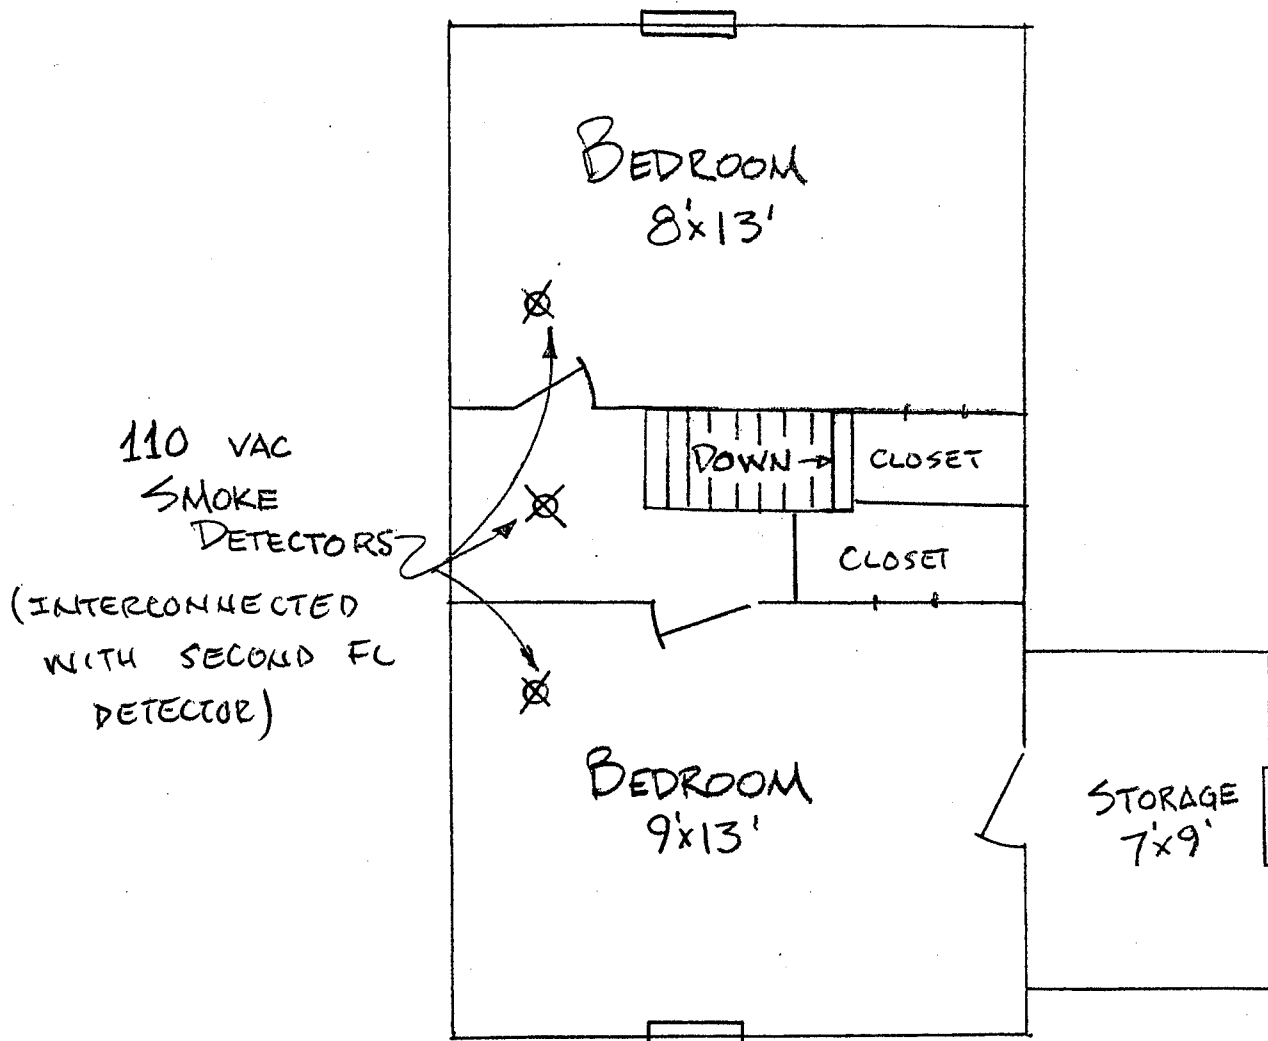 BEDROOM
8'x13'
110 VAC
SMOKE
DETECTORS
(INTERCONNECTED
WITH SECOND FL
DETECTOR)
DOWN
CLOSET
CLOSET
BEDROOM
9'x13'
STORAGE
7'x9'